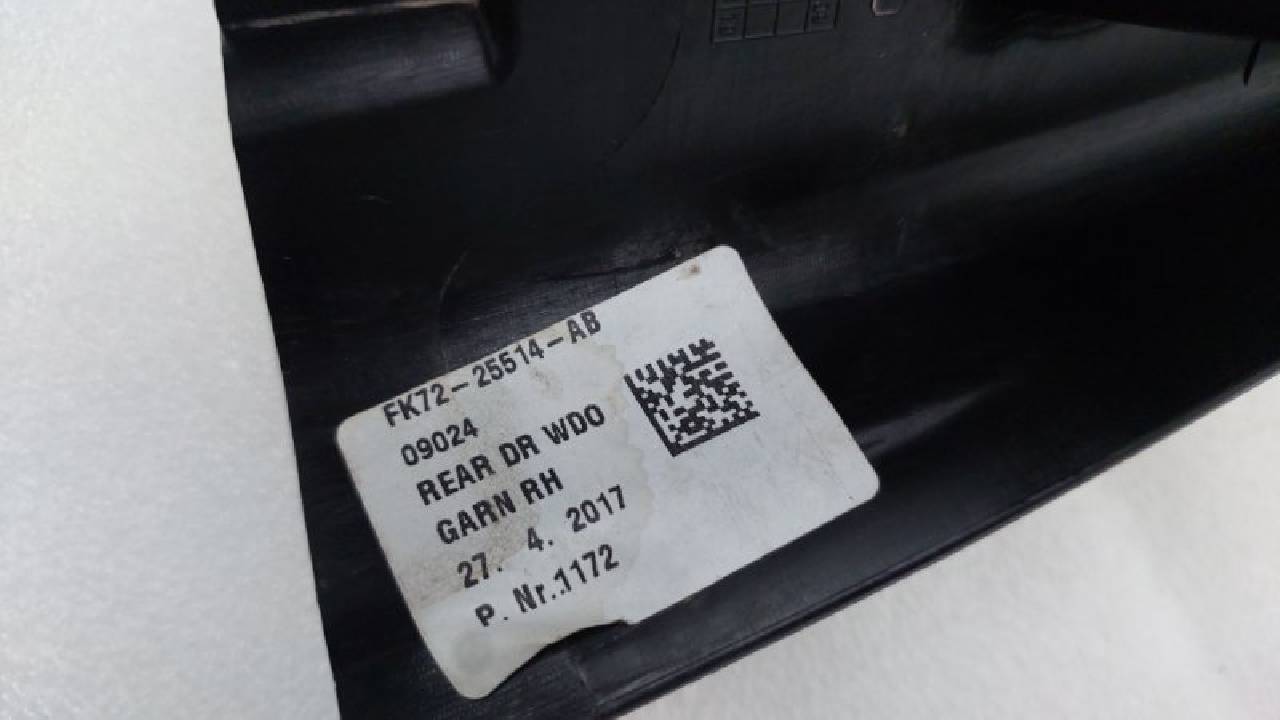 FK72-25514-AB
09024
REAR DR WDO
GARN RH
27. 4. 2017
P. Nr.:1172